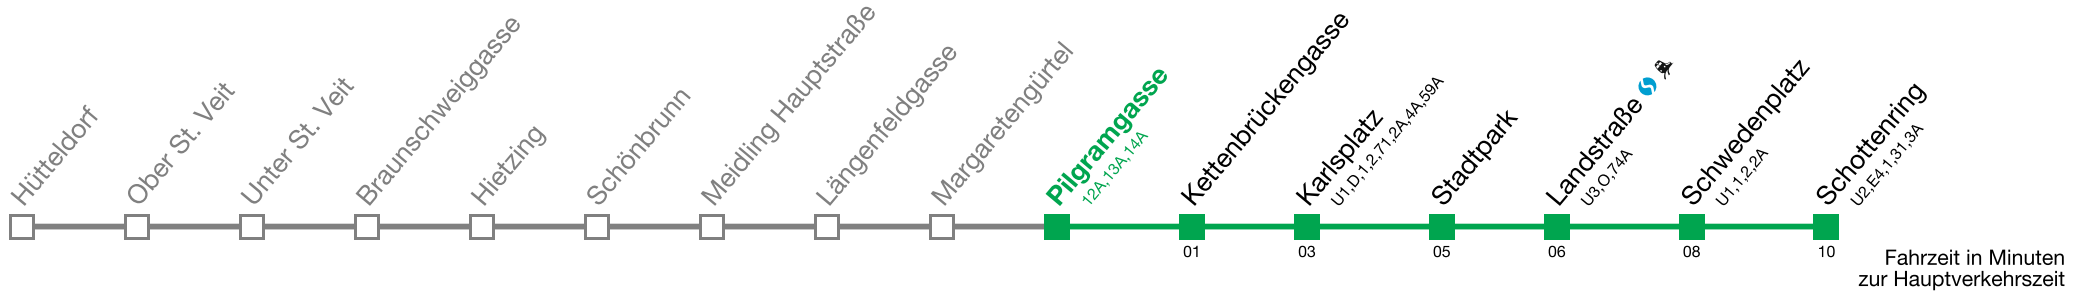 Hütteldorf
Ober St. Veit
Unter St. Veit
Braunschweiggasse
Hietzing
Schönbrunn
Meidling Hauptstraße
Längenfeldgasse
Margaretengürtel
Pilgramgasse
12A,13A,14A
Kettenbrückengasse
01
Karlsplatz
U1,D,1,2,71,2A,4A,59A
03
Stadtpark
05
Landstraße
U3,O,74A
06
Schwedenplatz
U1,1,2,2A
08
Schottenring
U2,E4,1,31,3A
10
Fahrzeit in Minuten
zur Hauptverkehrszeit